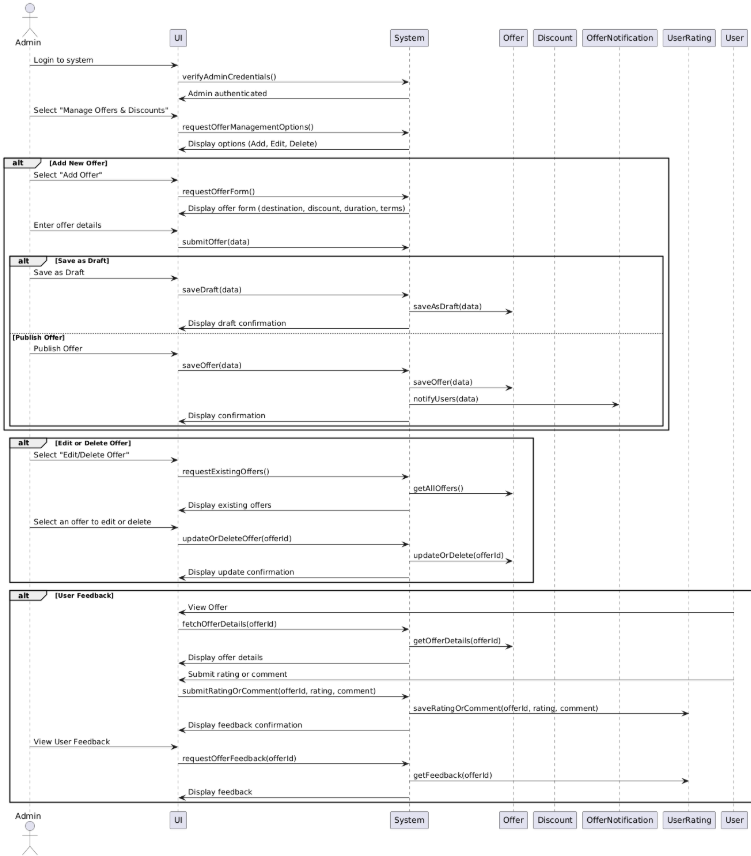 Admin
UI
System
Offer
Discount
OfferNotification
UserRating
User
Login to system
verifyAdminCredentials()
Admin authenticated
Select "Manage Offers & Discounts"
requestOfferManagementOptions()
Display options (Add, Edit, Delete)
alt [Add New Offer]
Select "Add Offer"
requestOfferForm()
Display offer form (destination, discount, duration, terms)
Enter offer details
submitOffer(data)
alt [Save as Draft]
Save as Draft
saveDraft(data)
saveAsDraft(data)
Display draft confirmation
[Publish Offer]
Publish Offer
saveOffer(data)
saveOffer(data)
notifyUsers(data)
Display confirmation
alt [Edit or Delete Offer]
Select "Edit/Delete Offer"
requestExistingOffers()
getAllOffers()
Display existing offers
Select an offer to edit or delete
updateOrDeleteOffer(offerId)
updateOrDelete(offerId)
Display update confirmation
alt [User Feedback]
View Offer
fetchOfferDetails(offerId)
getOfferDetails(offerId)
Display offer details
Submit rating or comment
submitRatingOrComment(offerId, rating, comment)
saveRatingOrComment(offerId, rating, comment)
Display feedback confirmation
View User Feedback
requestOfferFeedback(offerId)
getFeedback(offerId)
Display feedback
Admin
UI
System
Offer
Discount
OfferNotification
UserRating
User